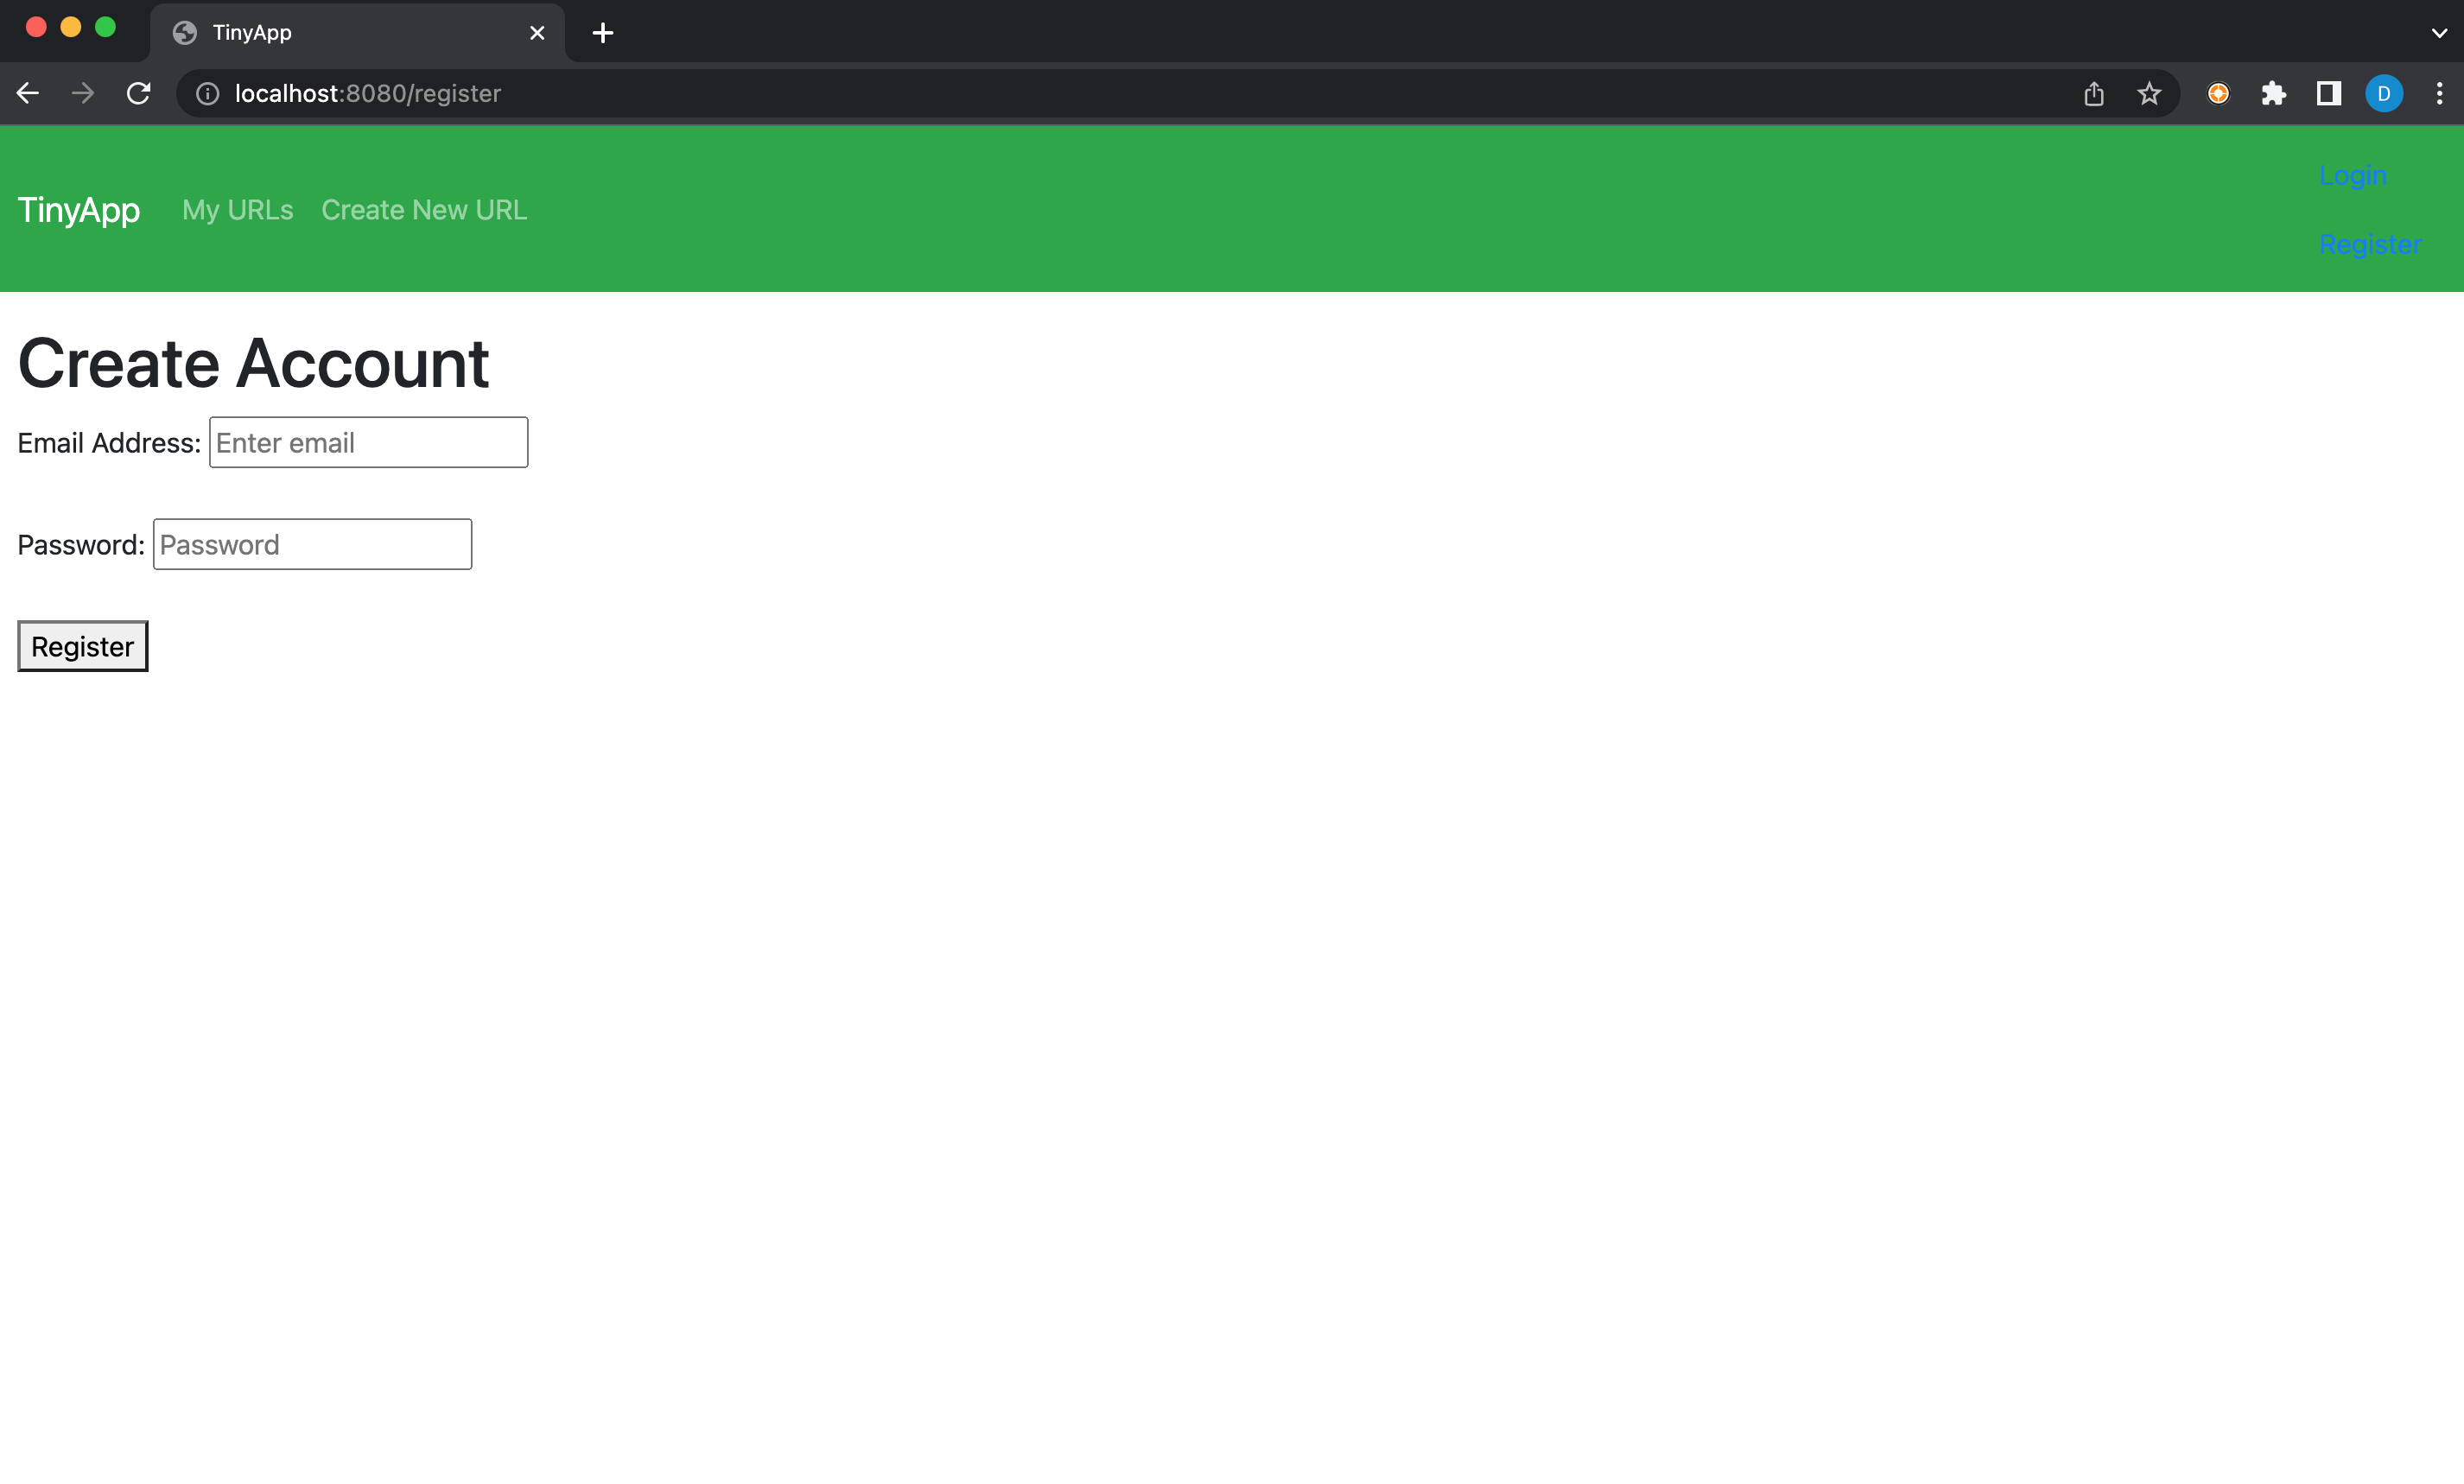 TinyApp
localhost:8080/register
D
Login
TinyApp My URLs Create New URL
Register
Create Account
Email Address: Enter email
Password: Password
Register